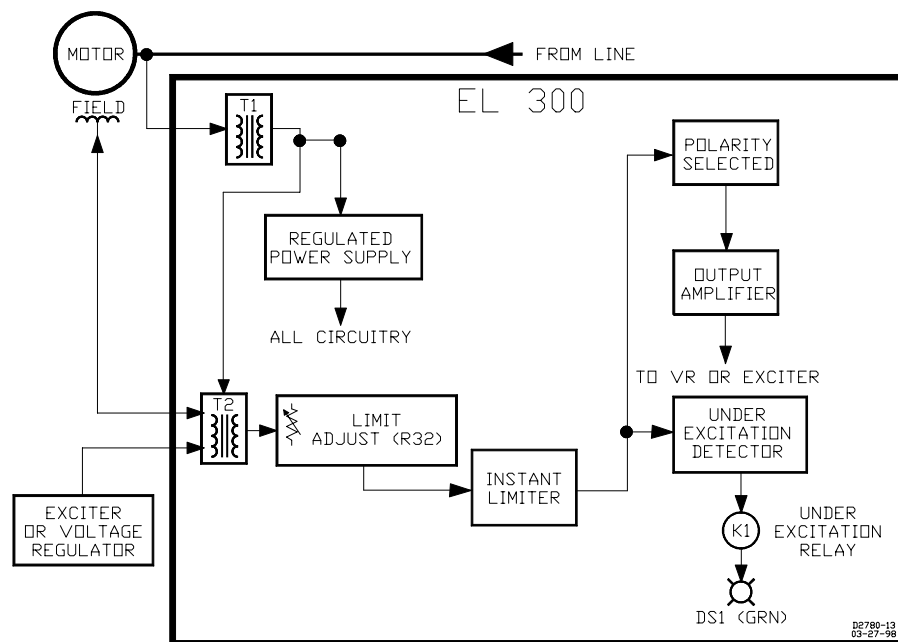 MOTOR
FROM LINE
FIELD
EL 300
T1
POLARITY
SELECTED
REGULATED
POWER SUPPLY
OUTPUT
AMPLIFIER
ALL CIRCUITRY
TO VR OR EXCITER
T2
LIMIT
ADJUST (R32)
UNDER
EXCITATION
DETECTOR
INSTANT
LIMITER
EXCITER
OR VOLTAGE
REGULATOR
K1
UNDER
EXCITATION
RELAY
DS1 (GRN)
D2780-13
03-27-98